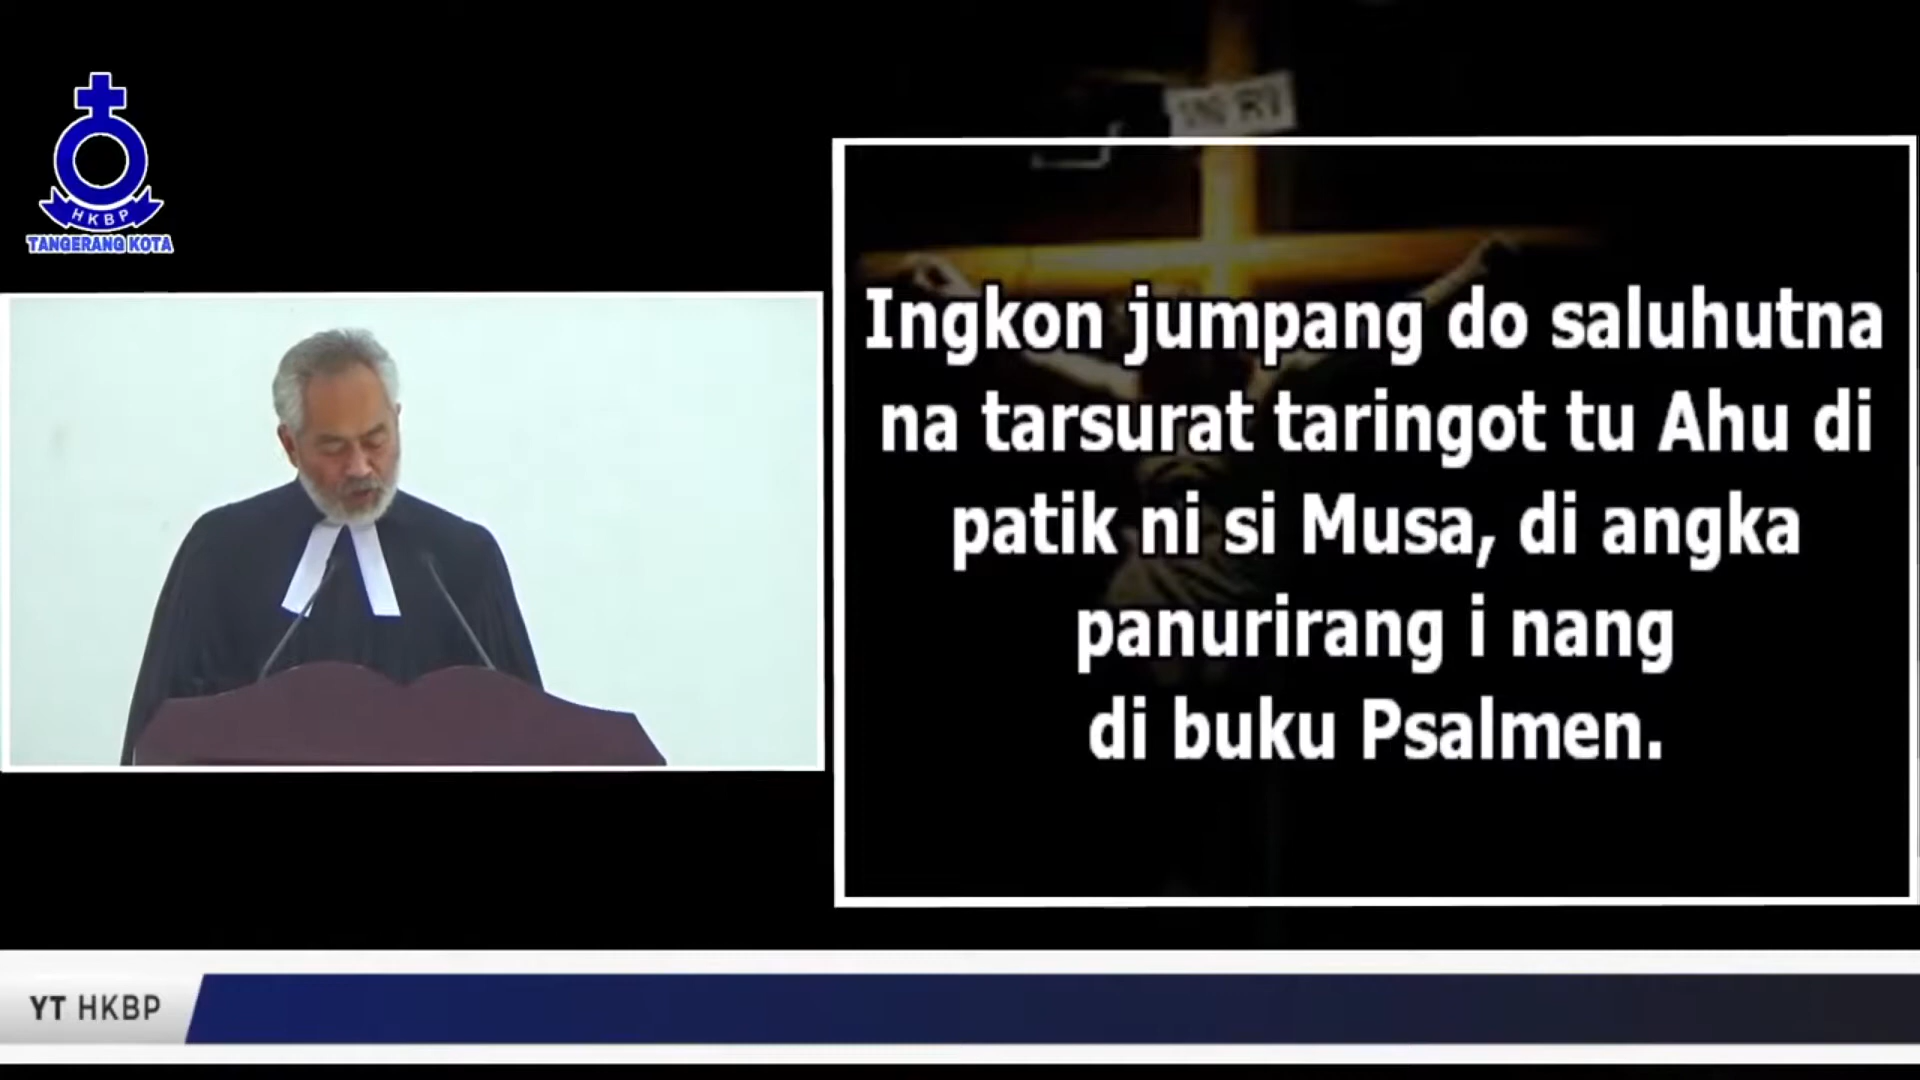 HKBP
TANGERANG KOTA
Ingkon jumpang do saluhutna
na tarsurat taringot tu Ahu di
patik ni si Musa, di angka
panurirang i nang
di buku Psalmen.
YT HKBP